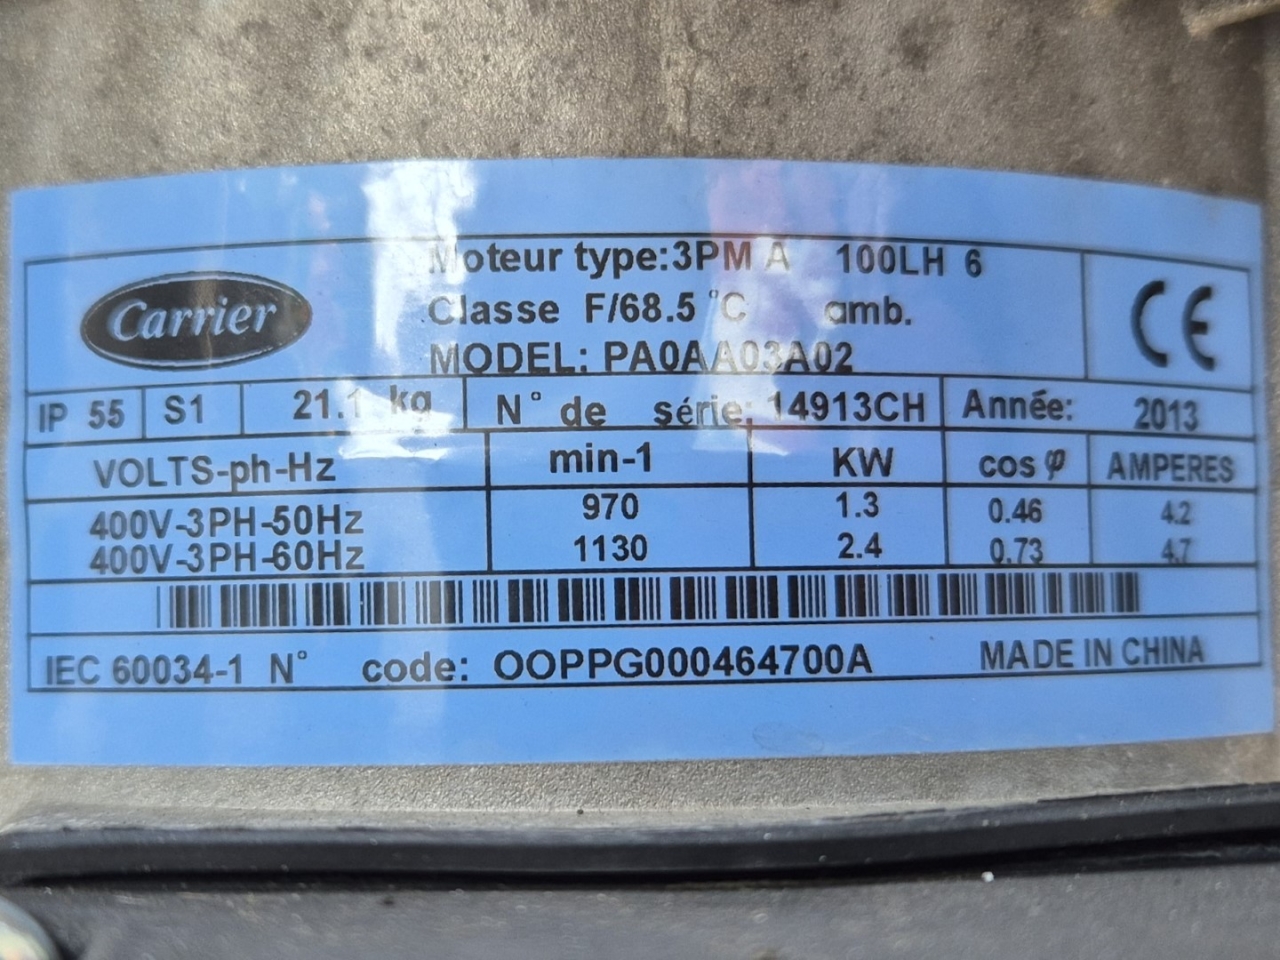 Carrier
Moteur type:3PM A 100LH 6
Classe F/68.5 °C amb.
MODEL: PA0AA03A02
CE
IP 55 S1 21.1 kg N° de série: 14913CH Année: 2013
VOLTS-ph-Hz min-1 KW cos φ AMPERES
400V-3PH-50Hz 970 1.3 0.46 4.2
400V-3PH-60Hz 1130 2.4 0.73 4.7
IEC 60034-1 N° code: OOPPG000464700A MADE IN CHINA